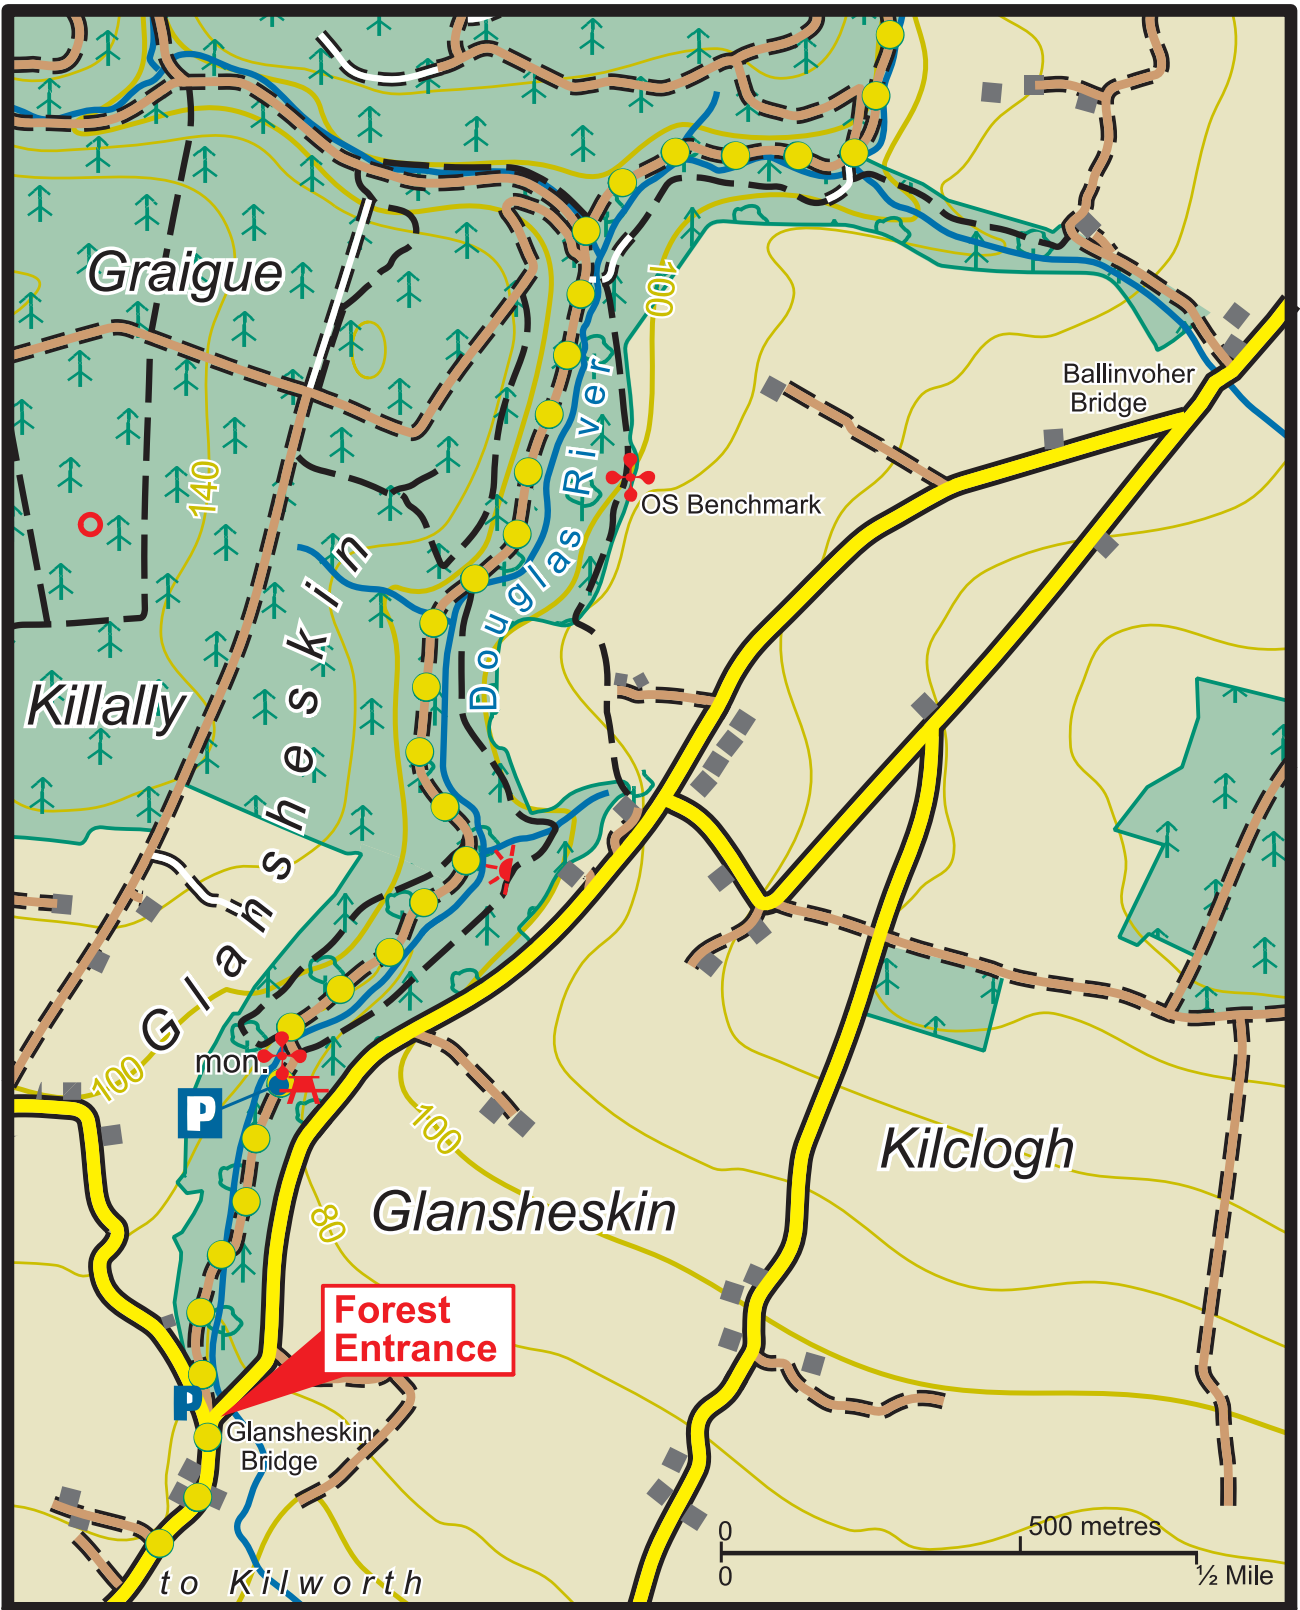 Graigue
100
Ballinvoher
Bridge
140
Douglas River
OS Benchmark
Killally
Glansheskin
mon.
100
P
100
Kilclogh
Glansheskin
80
Forest
Entrance
P
Glansheskin
Bridge
0
500 metres
0
½ Mile
to Kilworth